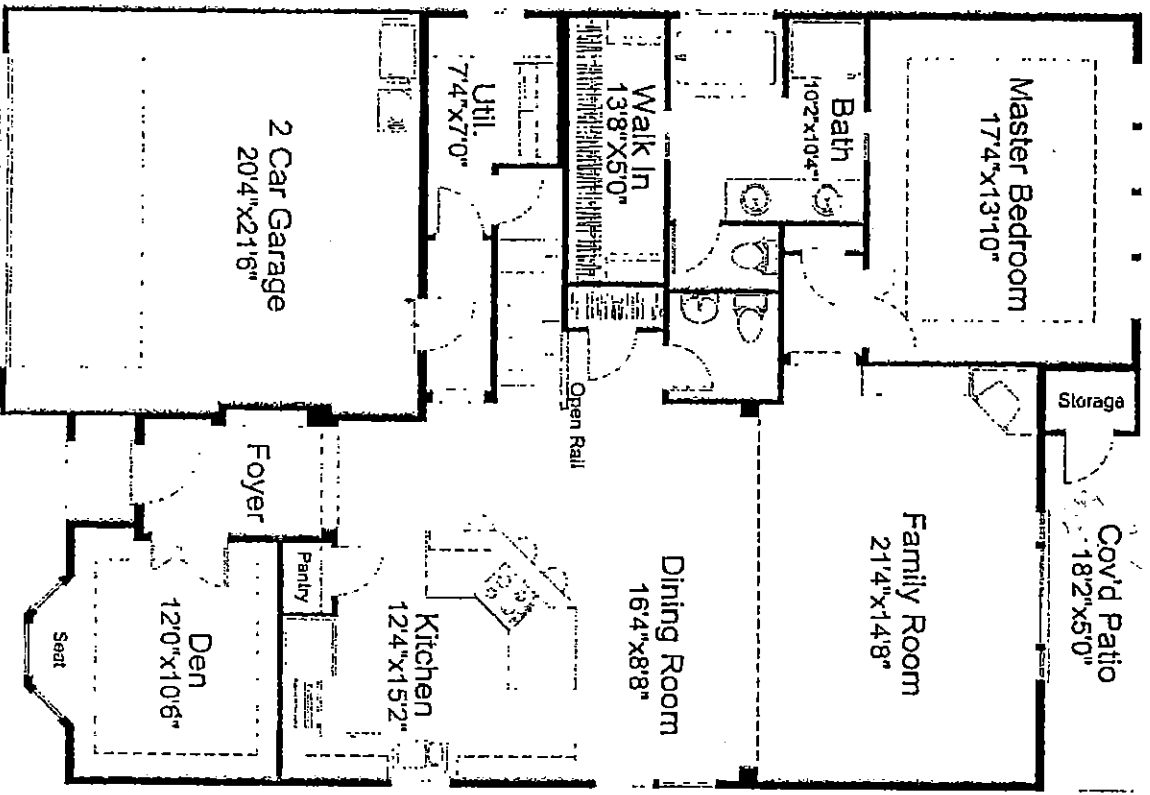 Master Bedroom
17'4"x13'10"
Storage
Cov'd Patio
18'2"x5'0"
Bath
10'2"x10'4"
Family Room
21'4"x14'8"
Walk In
13'8"X5'0"
Open Rail
Dining Room
16'4"x8'8"
Util.
7'4"x7'0"
Kitchen
12'4"x15'2"
Pantry
2 Car Garage
20'4"x21'6"
Foyer
Den
12'0"x10'6"
Seat